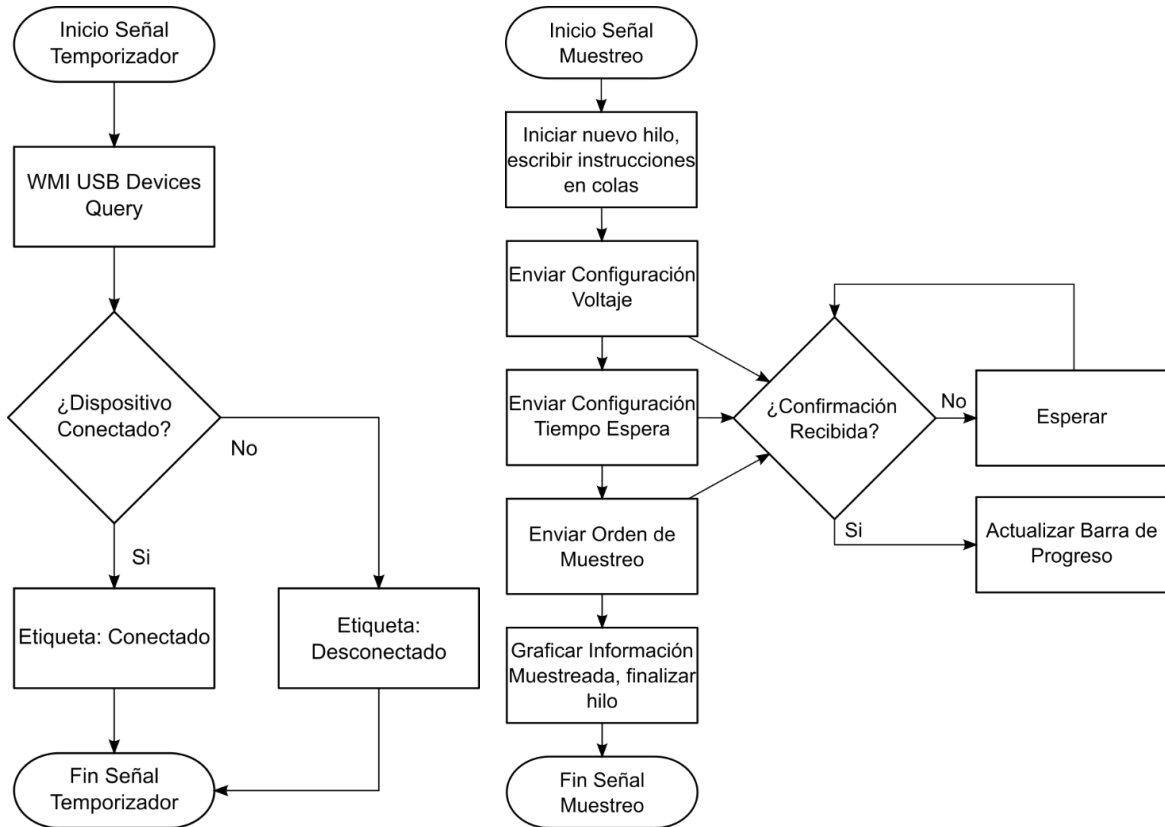 Inicio Señal
Temporizador
WMI USB Devices
Query
¿Dispositivo
Conectado?
No
Si
Etiqueta: Conectado
Etiqueta:
Desconectado
Fin Señal
Temporizador
Inicio Señal
Muestreo
Iniciar nuevo hilo,
escribir instrucciones
en colas
Enviar Configuración
Voltaje
Enviar Configuración
Tiempo Espera
Enviar Orden de
Muestreo
Graficar Información
Muestreada, finalizar
hilo
Fin Señal
Muestreo
¿Confirmación
Recibida?
No
Esperar
Si
Actualizar Barra de
Progreso